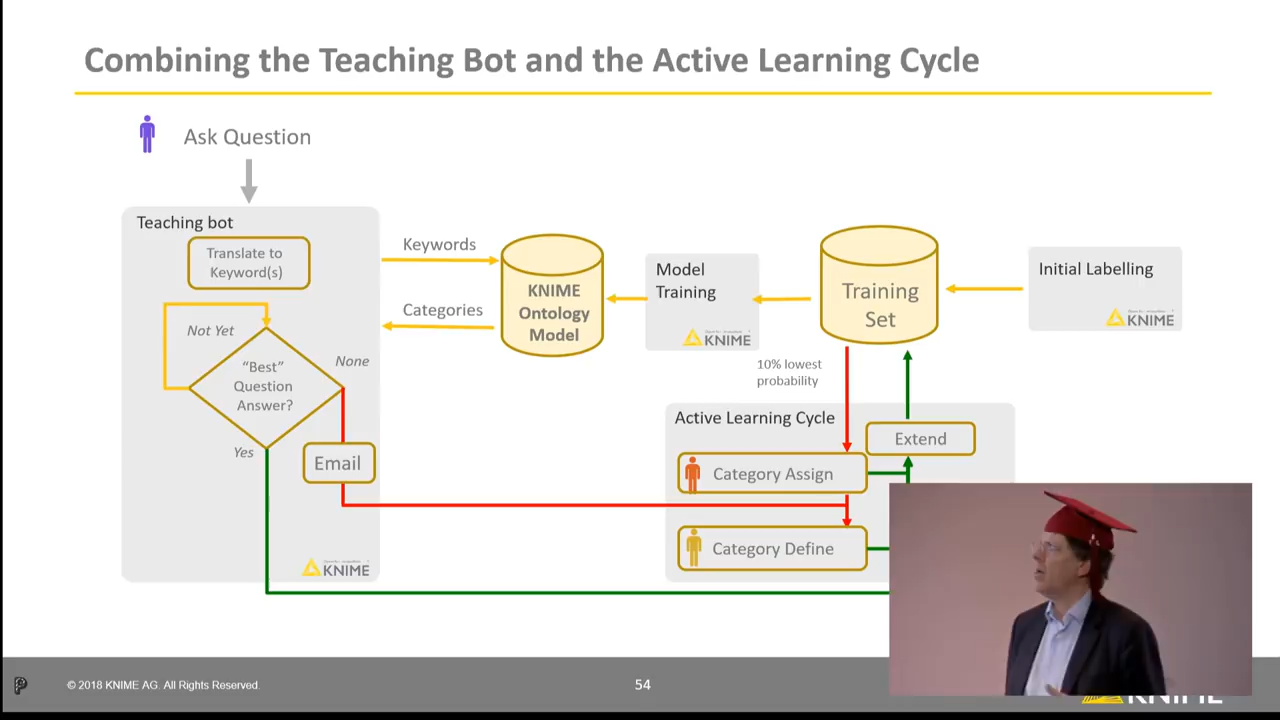 Combining the Teaching Bot and the Active Learning Cycle
Ask Question
Teaching bot
Translate to
Keyword(s)
Not Yet
None
"Best"
Question
Answer?
Yes
Email
KNIME
Keywords
Categories
KNIME
Ontology
Model
Model
Training
KNIME
Training
Set
Initial Labelling
KNIME
10% lowest
probability
Active Learning Cycle
Extend
Category Assign
Category Define
© 2018 KNIME AG. All Rights Reserved.
54
KNIME